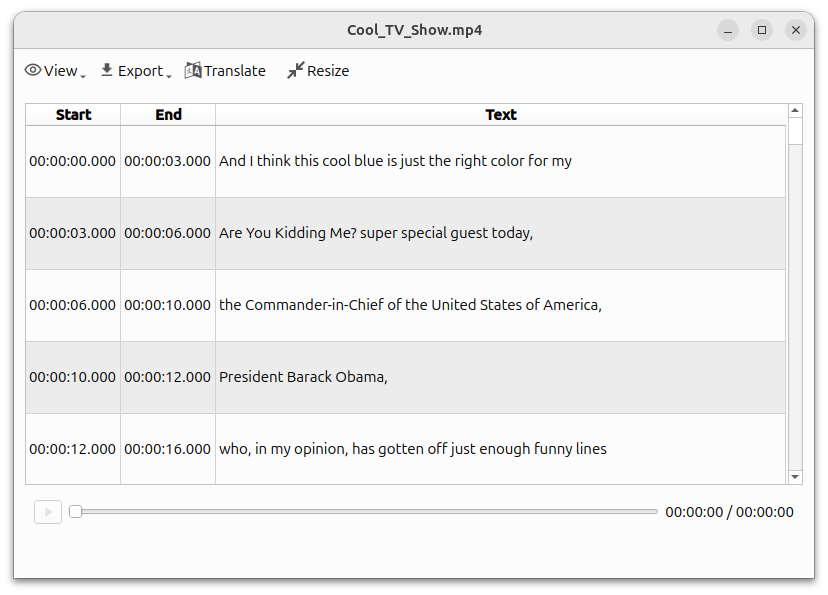 Cool_TV_Show.mp4
View Export Translate Resize
Start End Text
00:00:00.000 00:00:03.000 And I think this cool blue is just the right color for my
00:00:03.000 00:00:06.000 Are You Kidding Me? super special guest today,
00:00:06.000 00:00:10.000 the Commander-in-Chief of the United States of America,
00:00:10.000 00:00:12.000 President Barack Obama,
00:00:12.000 00:00:16.000 who, in my opinion, has gotten off just enough funny lines
00:00:00 / 00:00:00